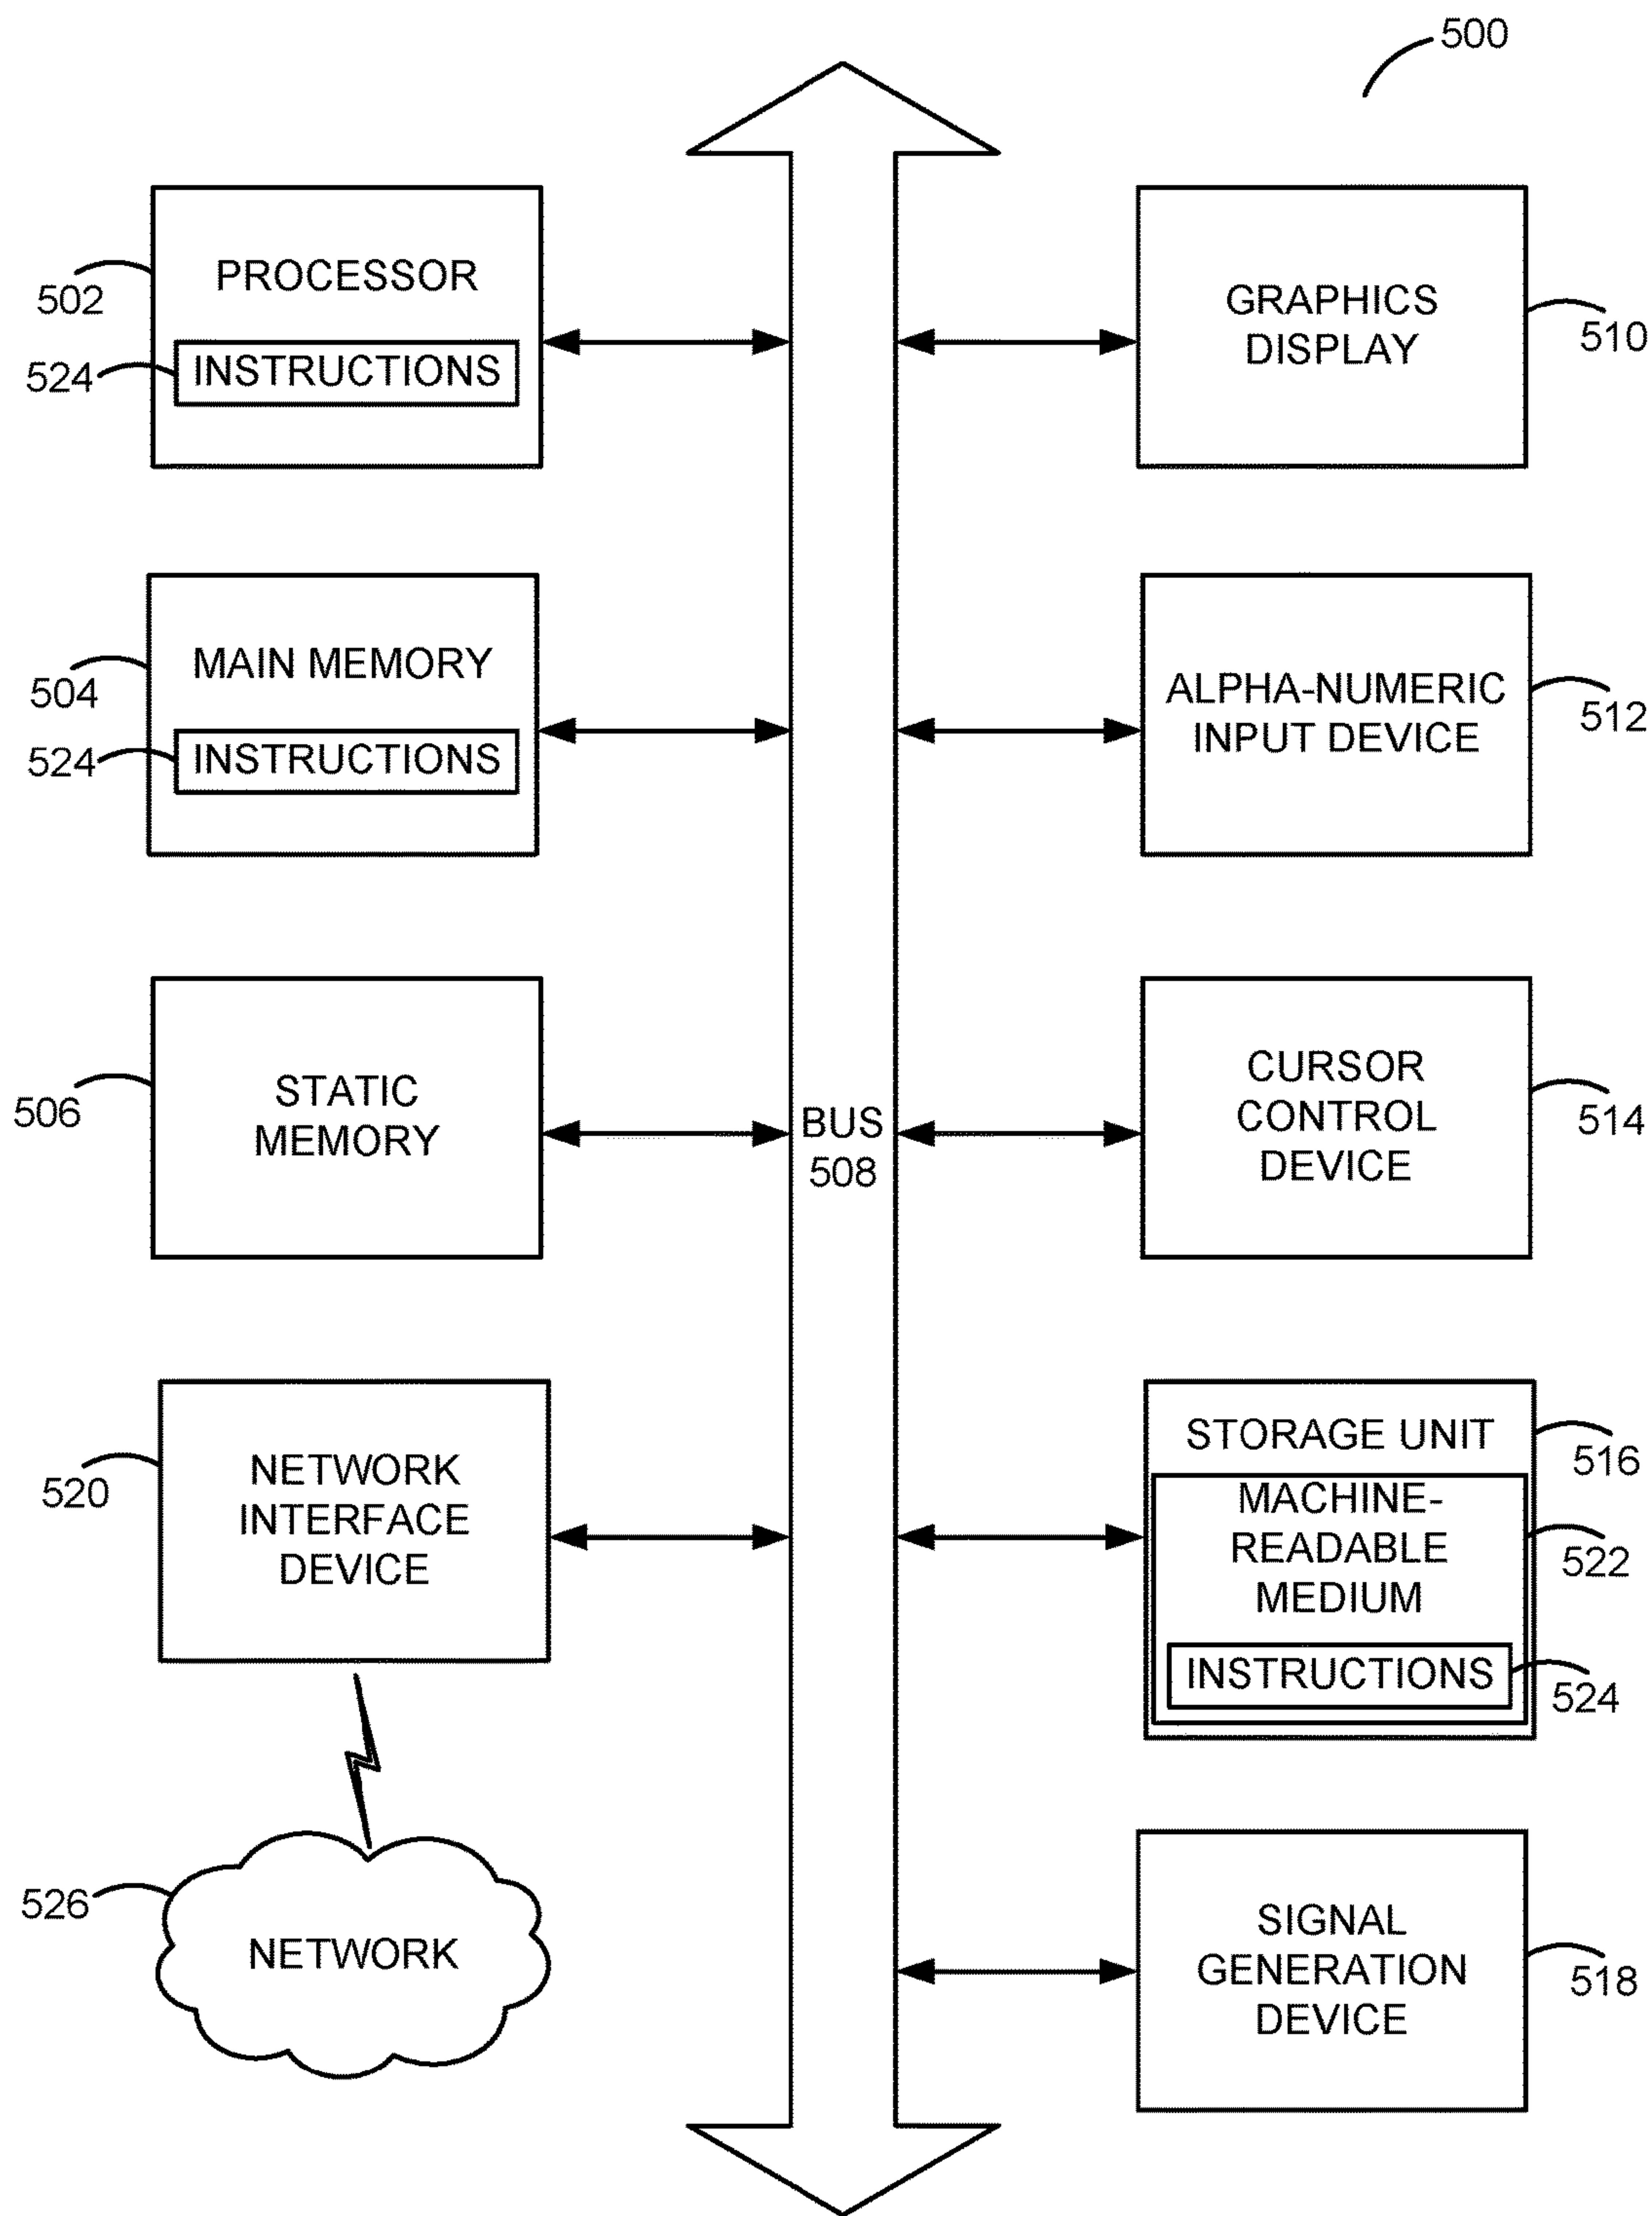 500
PROCESSOR
502
524
INSTRUCTIONS
GRAPHICS
DISPLAY
510
MAIN MEMORY
504
524
INSTRUCTIONS
ALPHA-NUMERIC
INPUT DEVICE
512
STATIC
MEMORY
506
BUS
508
CURSOR
CONTROL
DEVICE
514
NETWORK
INTERFACE
DEVICE
520
STORAGE UNIT
516
MACHINE-
READABLE
MEDIUM
522
INSTRUCTIONS
524
526
NETWORK
SIGNAL
GENERATION
DEVICE
518